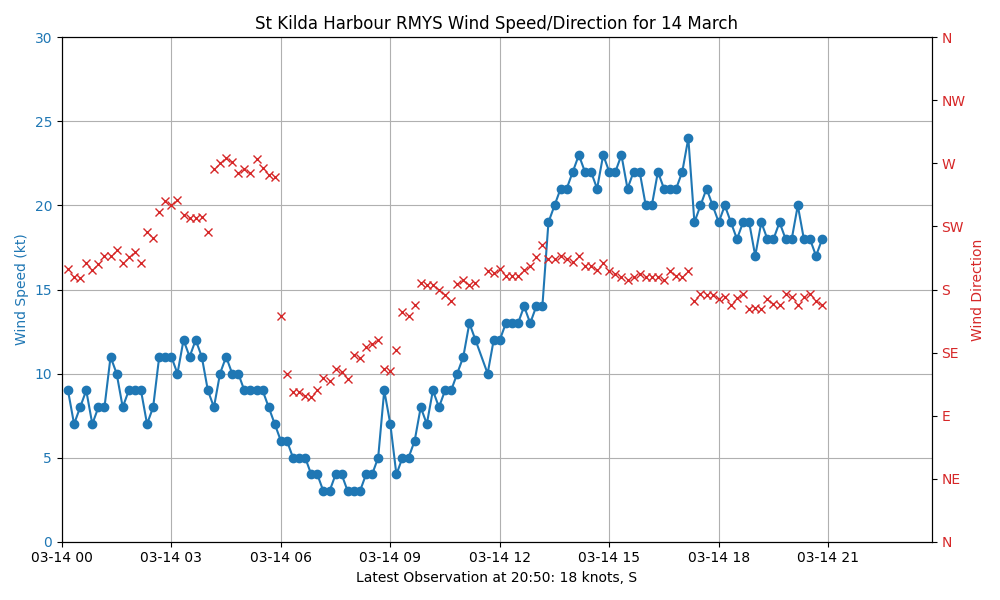 St Kilda Harbour RMYS Wind Speed/Direction for 14 March
Wind Speed (kt)
30
25
20
15
10
5
0
N
NW
W
SW
S
SE
E
NE
N
Wind Direction
03-14 00 03-14 03 03-14 06 03-14 09 03-14 12 03-14 15 03-14 18 03-14 21
Latest Observation at 20:50: 18 knots, S